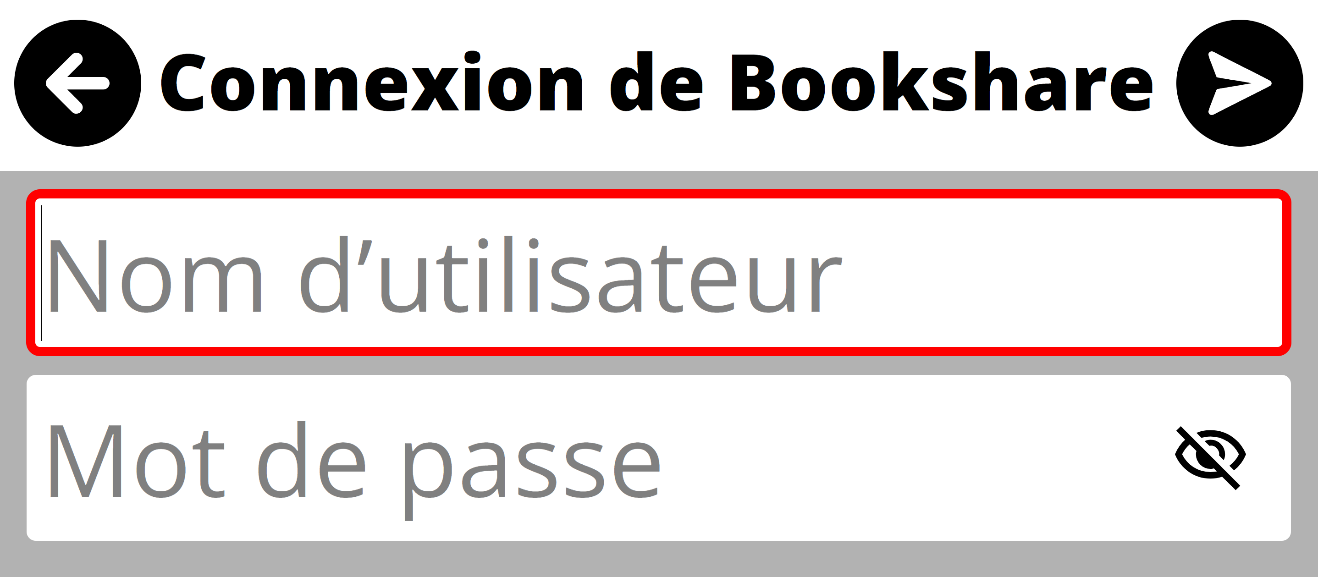 Connexion de Bookshare
Nom d’utilisateur
Mot de passe